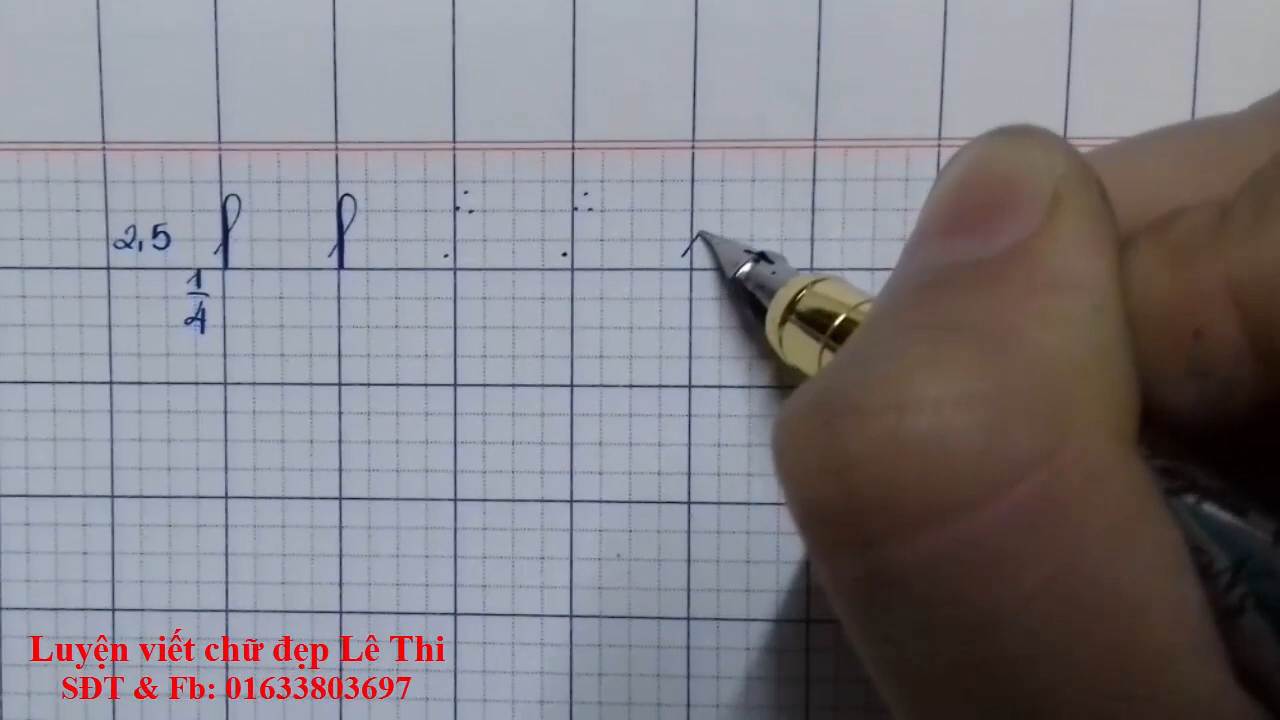 2,5
1/4
Luyện viết chữ đẹp Lê Thi
SĐT & Fb: 01633803697